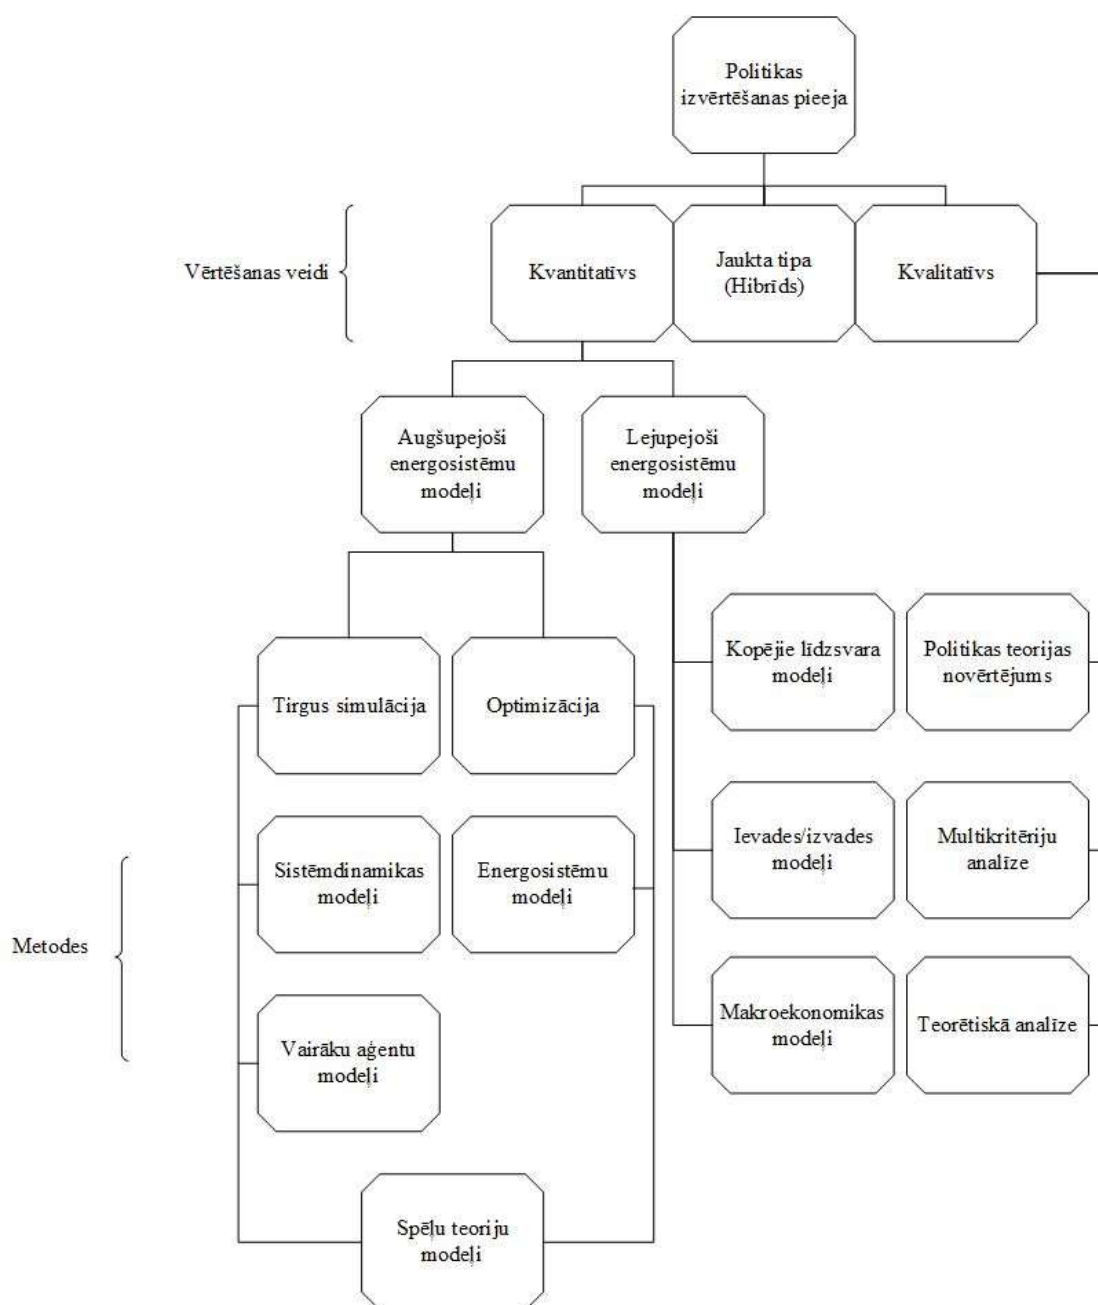 Politikas
izvērtēšanas pieeja
Vērtēšanas veidi
Kvantitatīvs
Jaukta tipa
(Hibrīds)
Kvalitatīvs
Augšupejoši
energosistēmu
modeļi
Lejupejoši
energosistēmu
modeļi
Tirgus simulācija
Optimizācija
Kopējie līdzsvara
modeļi
Politikas teorijas
novērtējums
Sistēmdinamikas
modeļi
Energosistēmu
modeļi
Ievades/izvades
modeļi
Multikritēriju
analīze
Metodes
Vairāku aģentu
modeļi
Makroekonomikas
modeļi
Teorētiskā analīze
Spēļu teoriju
modeļi